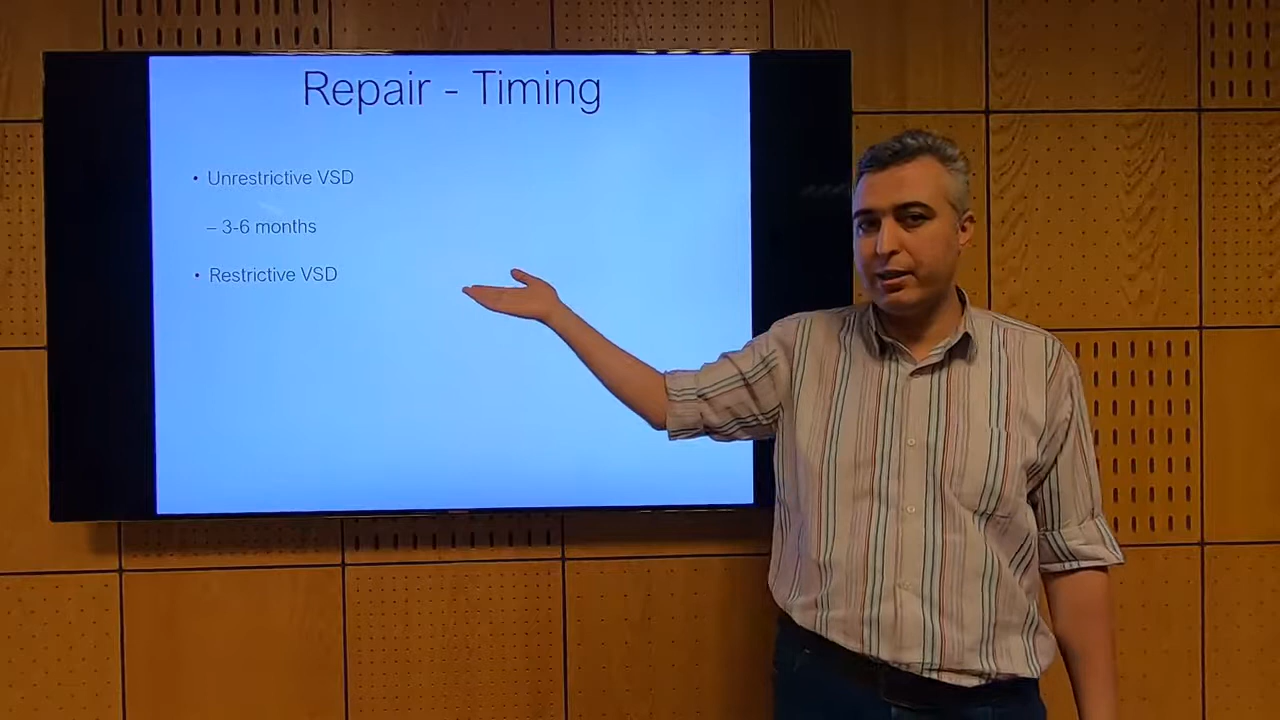 Repair - Timing
• Unrestrictive VSD
– 3-6 months
• Restrictive VSD